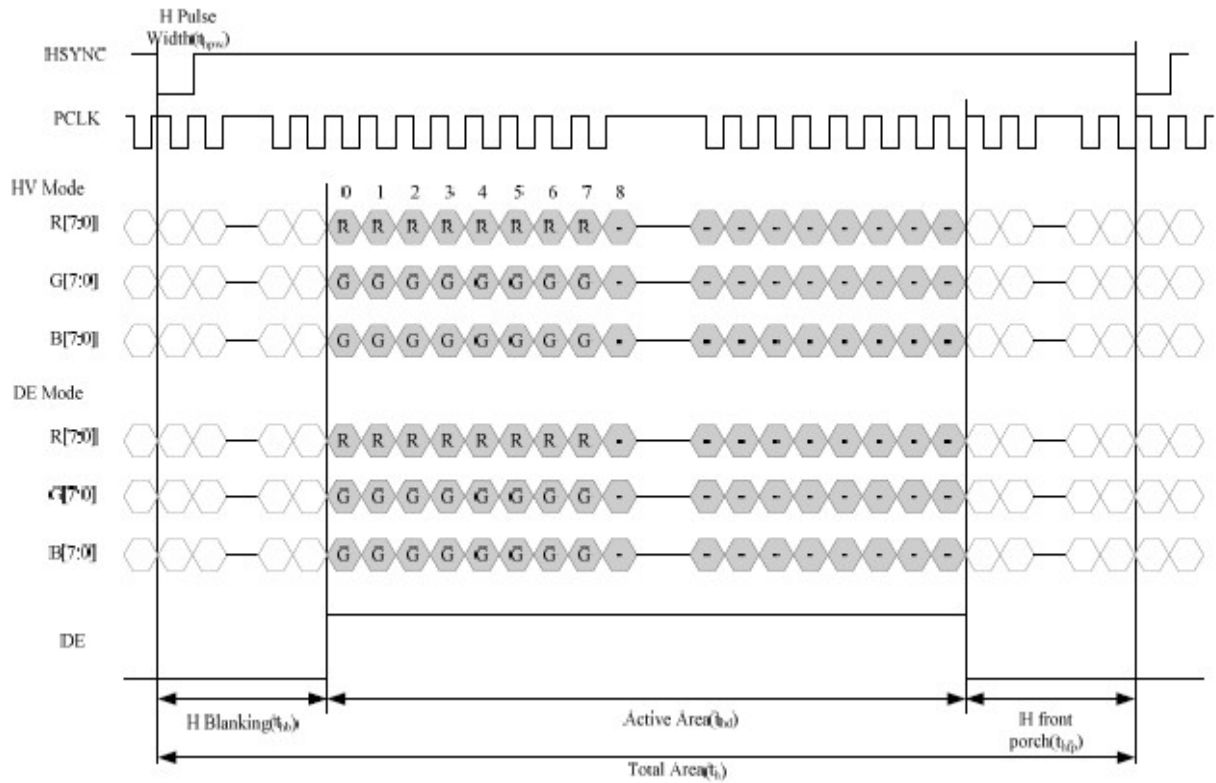 H Pulse
Width(t_hpw)
HSYNC
PCLK
HV Mode
0 1 2 3 4 5 6 7 8
R[7:0] R R R R R R R R - - - - - - - - -
G[7:0] G G G G G G G G - - - - - - - - -
B[7:0] G G G G G G G G - - - - - - - - -
DE Mode
R[7:0] R R R R R R R R - - - - - - - - -
G[7:0] G G G G G G G G - - - - - - - - -
B[7:0] G G G G G G G G - - - - - - - - -
DE
H Blanking(t_hb)
Active Area(t_hd)
H front
porch(t_hfp)
Total Area(t_h)